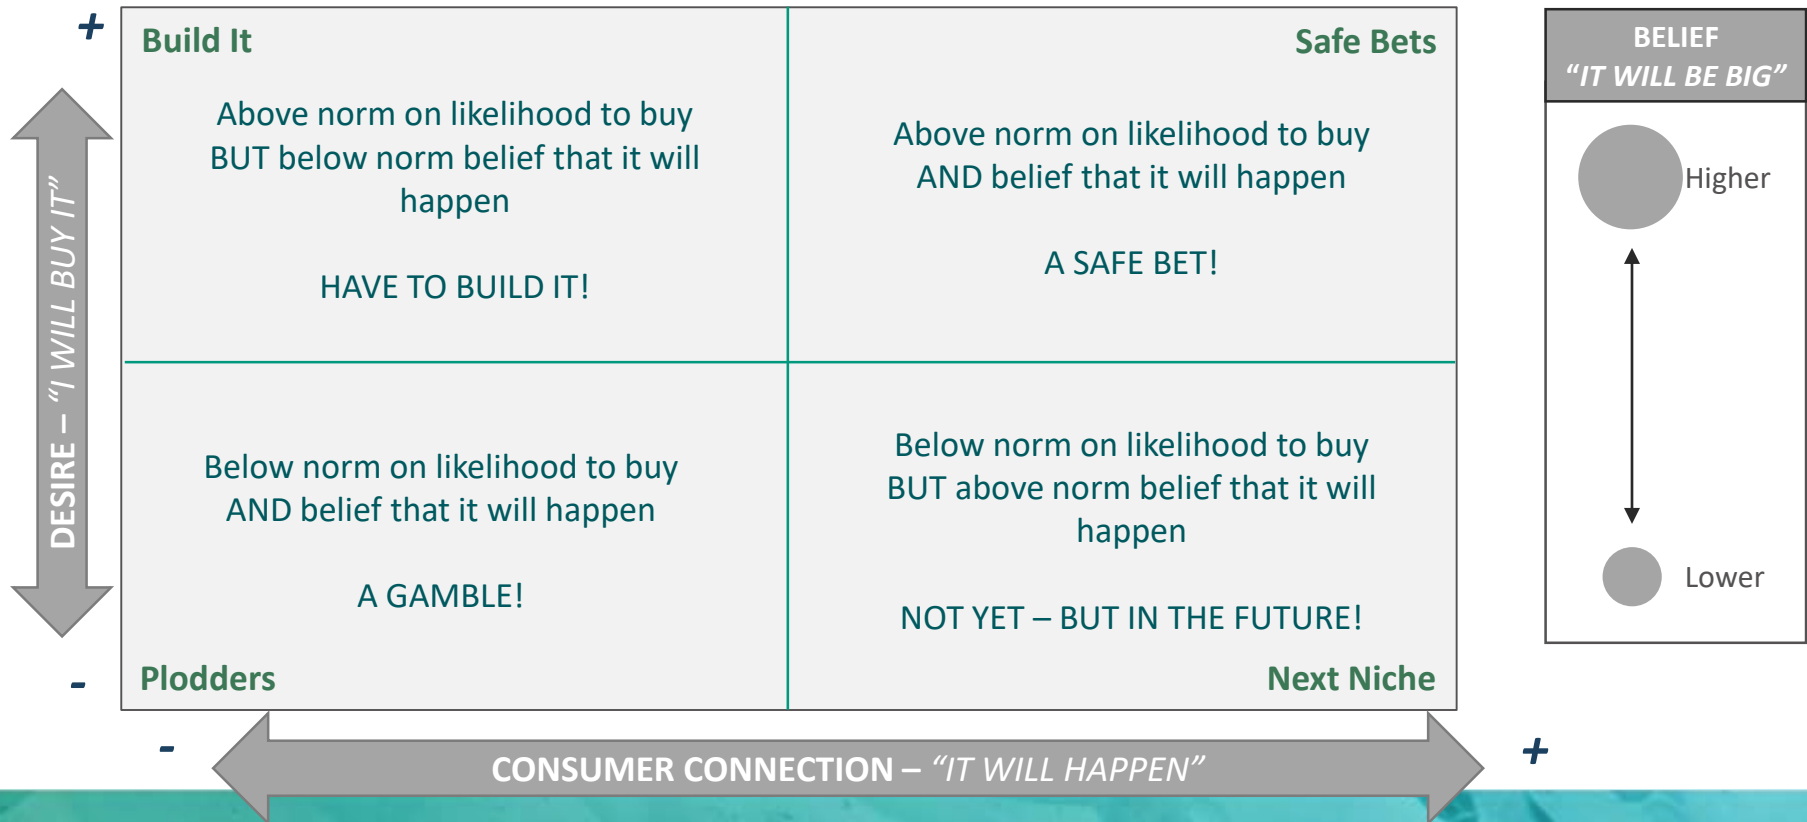 +
Build It
Safe Bets
Above norm on likelihood to buy
BUT below norm belief that it will
happen
HAVE TO BUILD IT!
Above norm on likelihood to buy
AND belief that it will happen
A SAFE BET!
DESIRE – “I WILL BUY IT”
Below norm on likelihood to buy
AND belief that it will happen
A GAMBLE!
Below norm on likelihood to buy
BUT above norm belief that it will
happen
NOT YET – BUT IN THE FUTURE!
Plodders
Next Niche
-
-
CONSUMER CONNECTION – “IT WILL HAPPEN”
+
BELIEF
“IT WILL BE BIG”
Higher
Lower